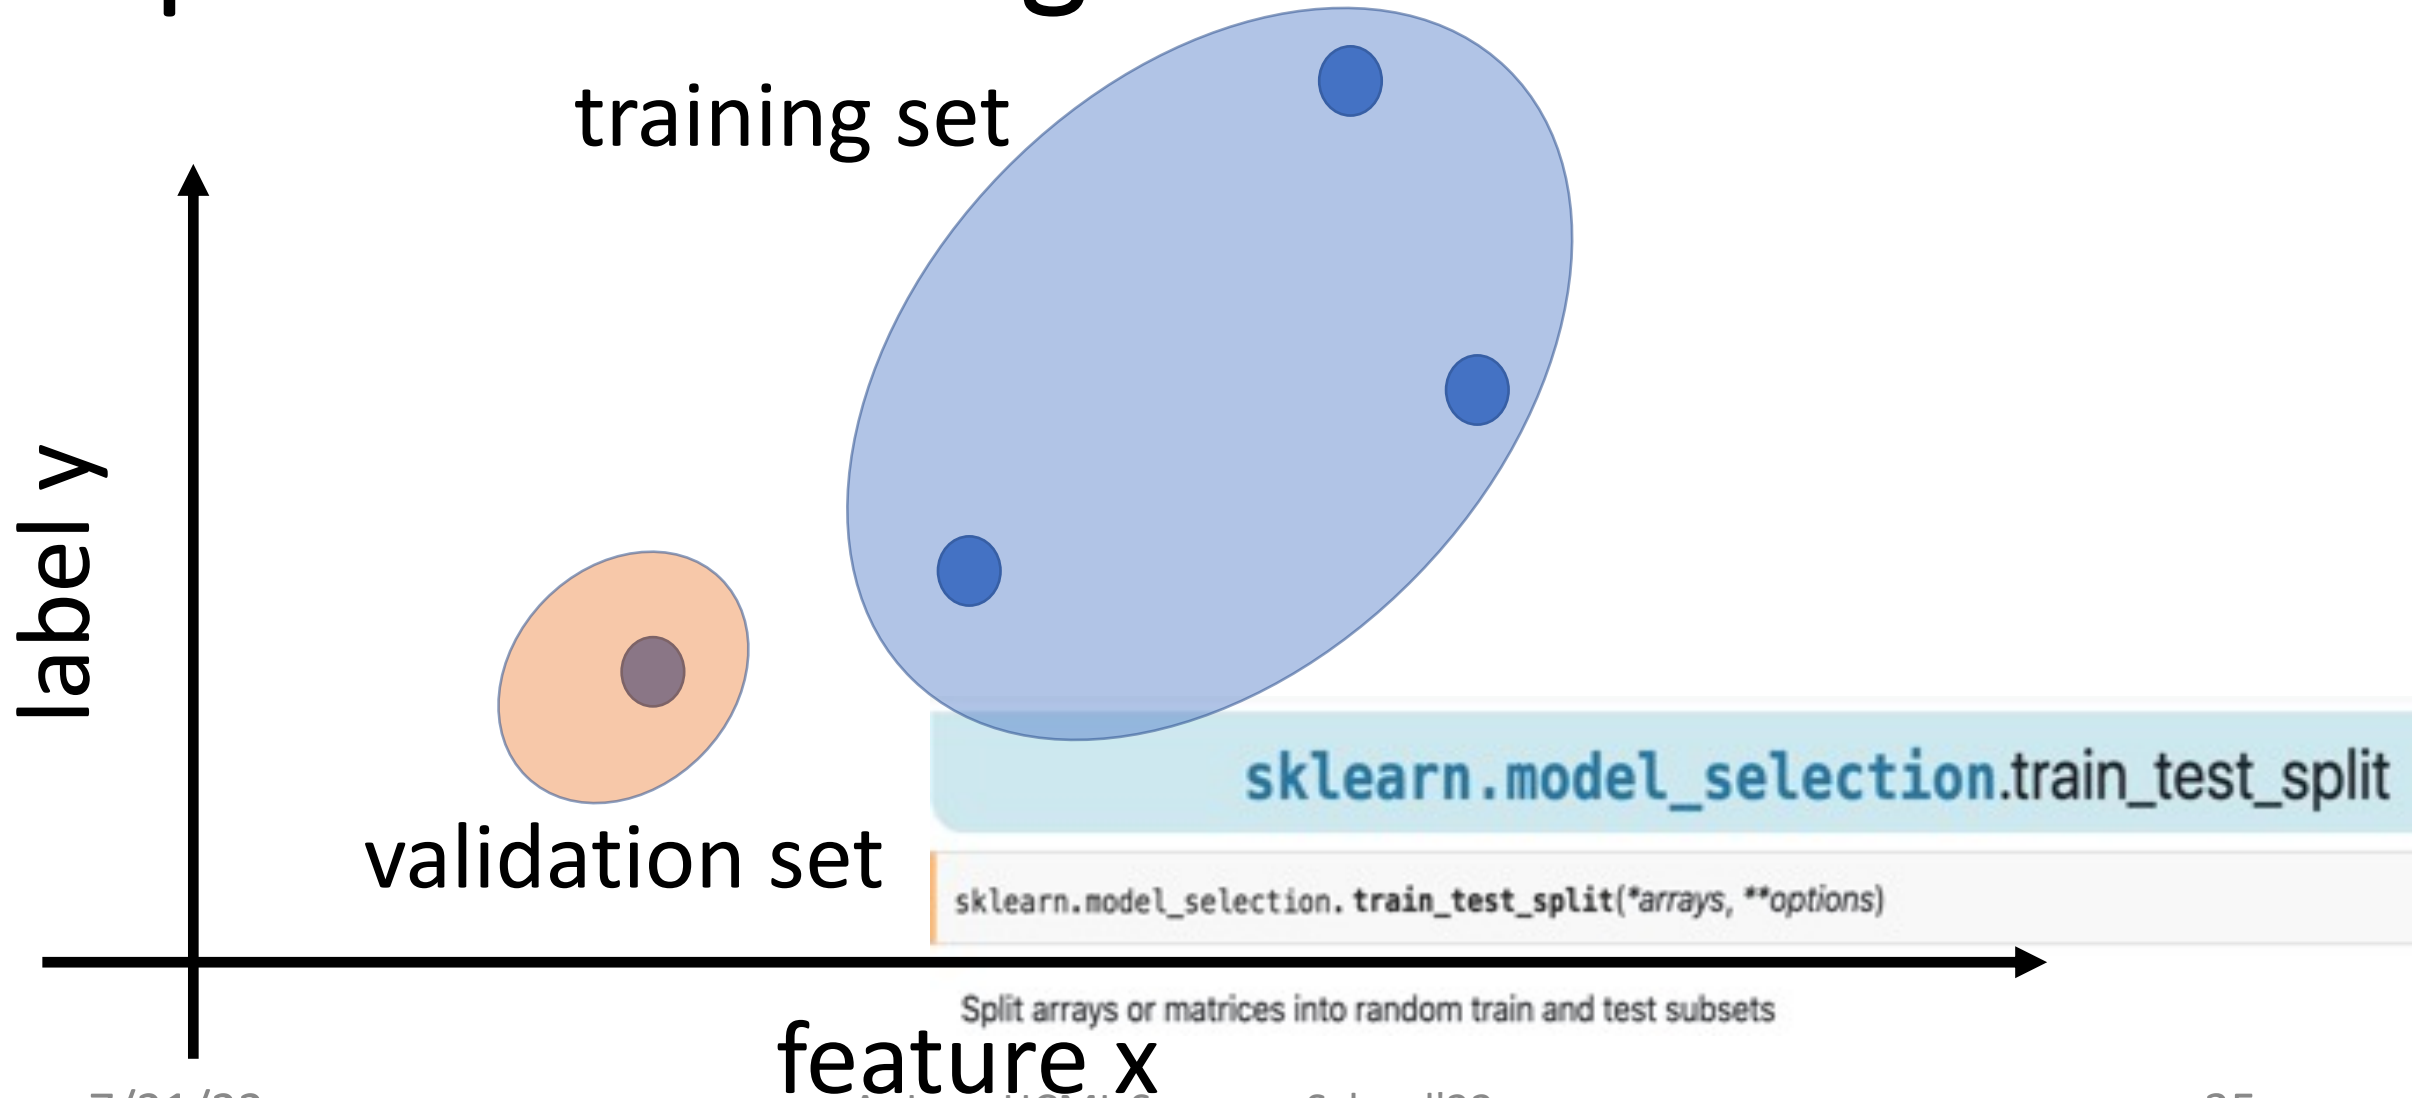 training set
label y
validation set
sklearn.model_selection.train_test_split
sklearn.model_selection.train_test_split(*arrays, **options)
Split arrays or matrices into random train and test subsets
feature x